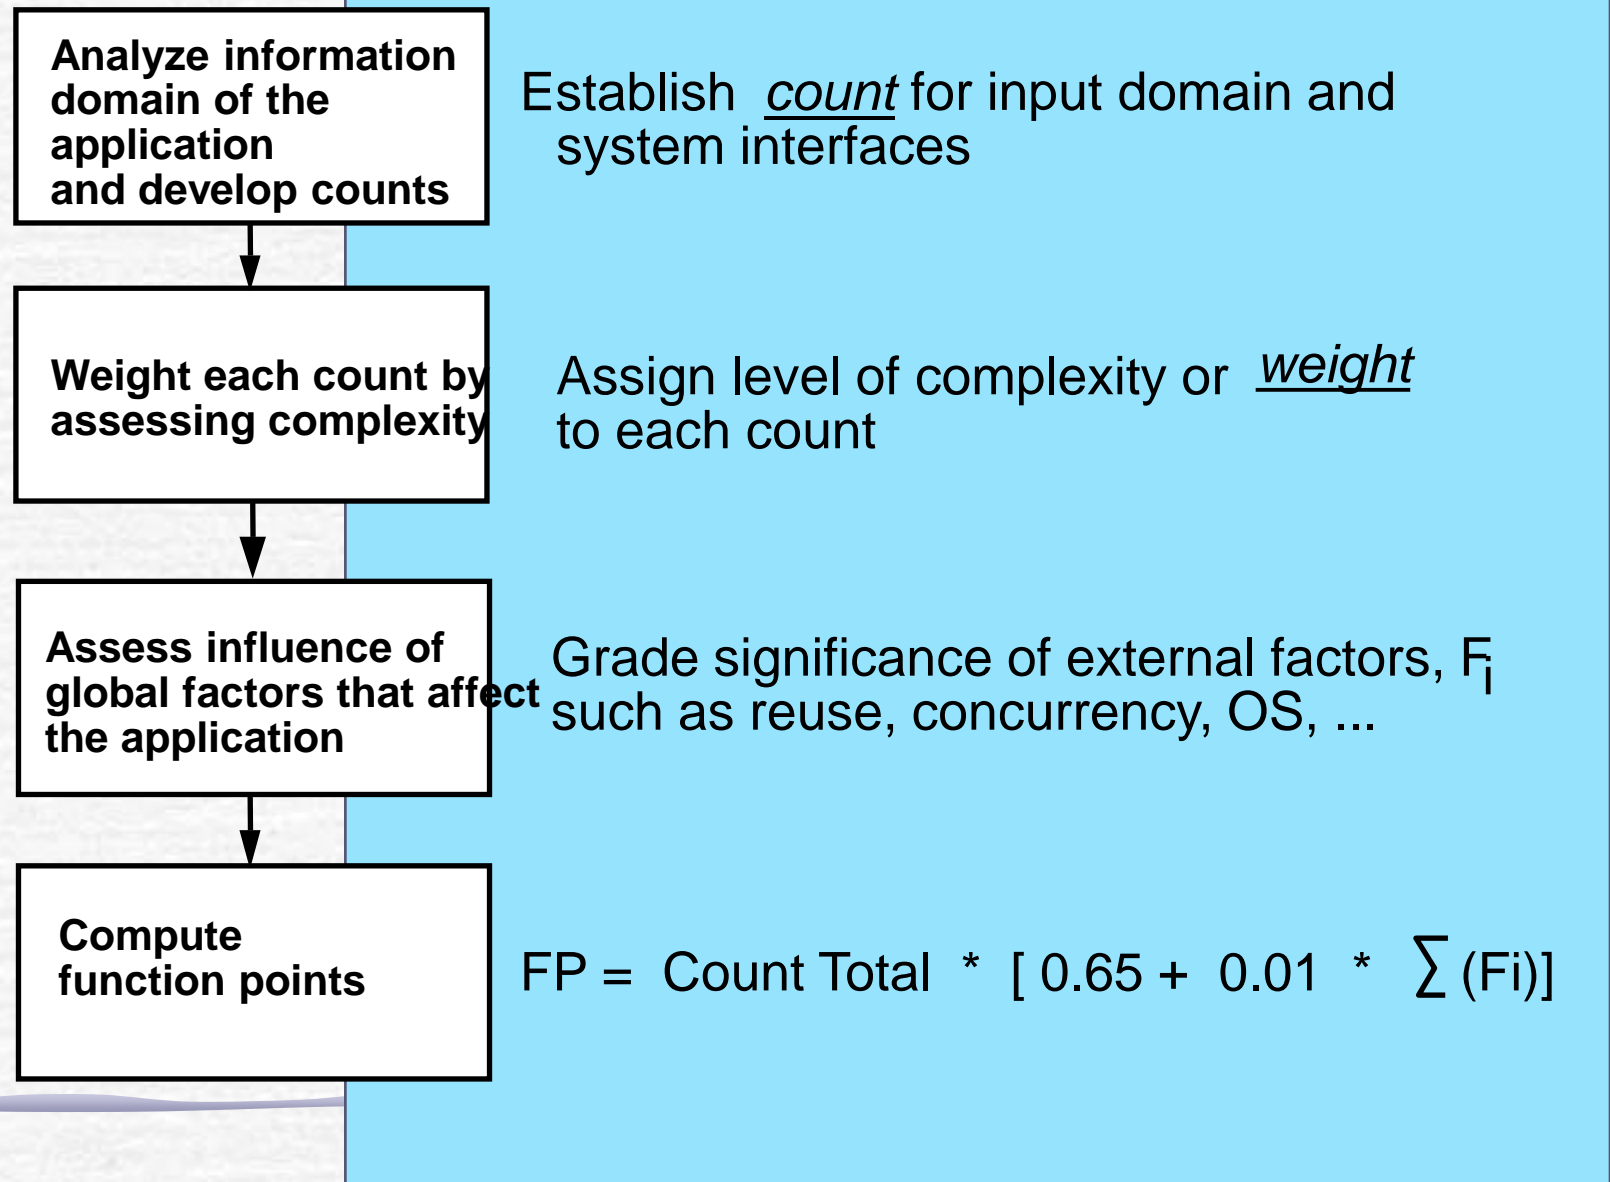 Analyze information
domain of the
application
and develop counts
Establish count for input domain and
system interfaces
Weight each count by
assessing complexity
Assign level of complexity or weight
to each count
Assess influence of
global factors that affect
the application
Grade significance of external factors, Fi
such as reuse, concurrency, OS, ...
Compute
function points
FP = Count Total * [ 0.65 + 0.01 * ∑ (Fi)]